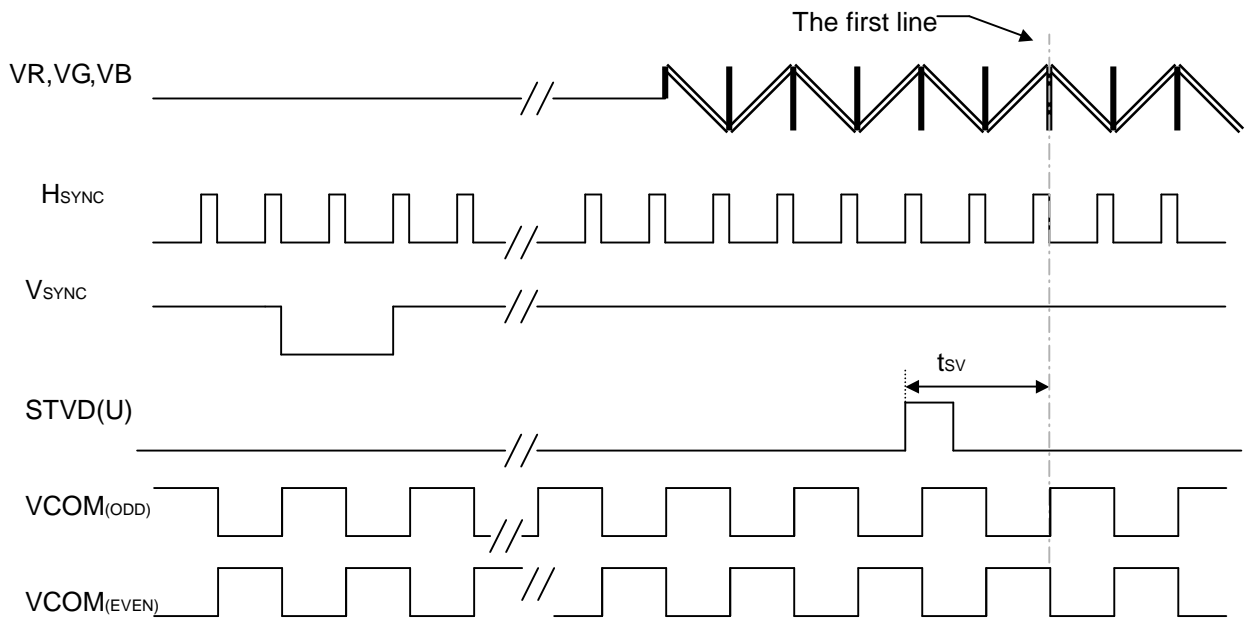 The first line
VR,VG,VB
HSYNC
VSYNC
tSV
STVD(U)
VCOM(ODD)
VCOM(EVEN)